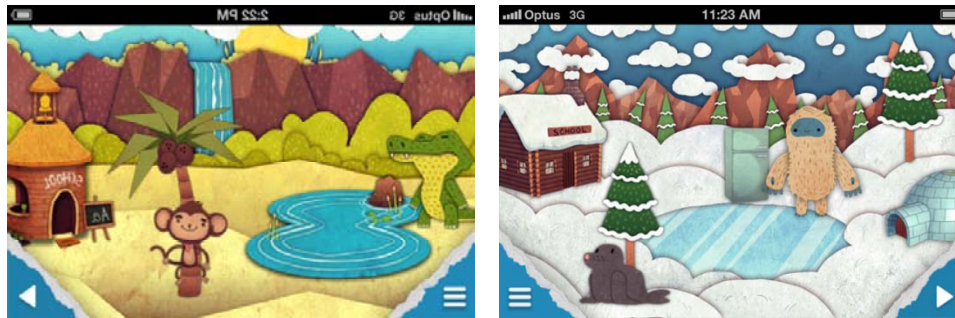 Optus 3G 2:22 PM
SCHOOL
Aa
Optus 3G 11:23 AM
SCHOOL